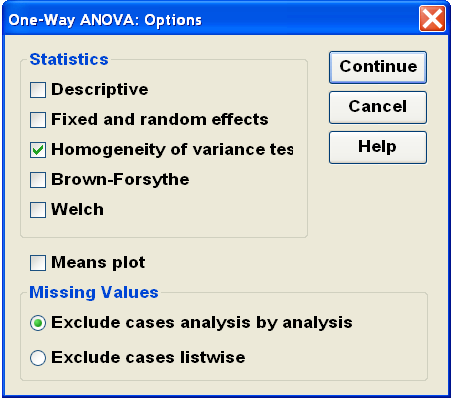 One-Way ANOVA: Options
Statistics
Descriptive
Fixed and random effects
Homogeneity of variance tes
Brown-Forsythe
Welch
Means plot
Missing Values
Exclude cases analysis by analysis
Exclude cases listwise
Continue
Cancel
Help